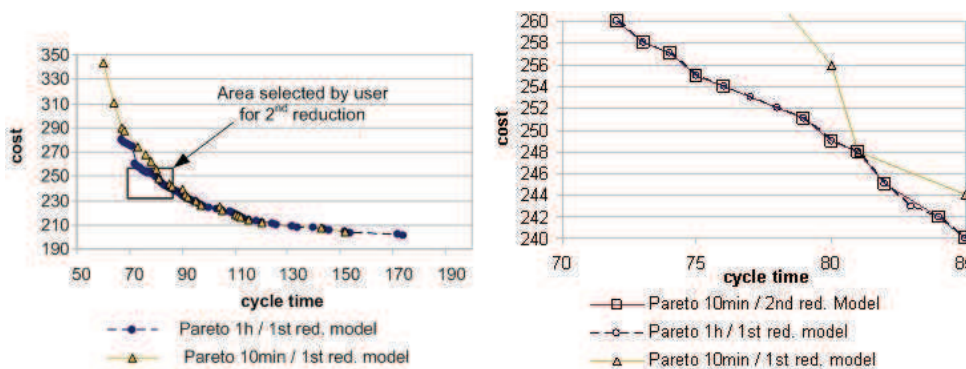 350
330
310
290
270
250
230
210
190
cost
Area selected by user
for 2nd reduction
50 70 90 110 130 150 170 190
cycle time
Pareto 1h / 1st red. model
Pareto 10min / 1st red. model
260
258
256
254
252
250
248
246
244
242
240
cost
70 75 80 85
cycle time
Pareto 10min / 2nd red. Model
Pareto 1h / 1st red. model
Pareto 10min / 1st red. model